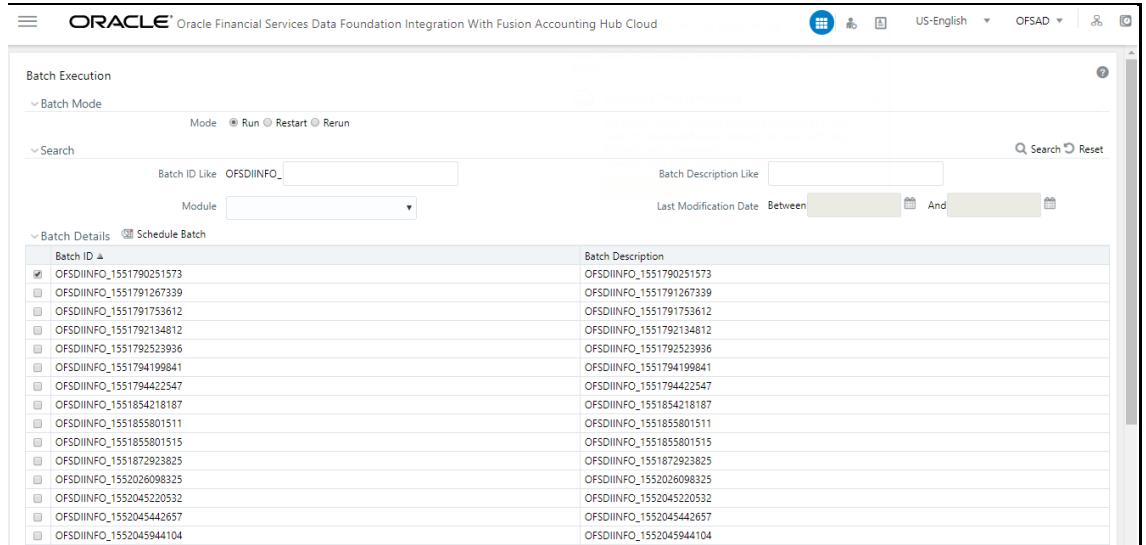 ORACLE® Oracle Financial Services Data Foundation Integration With Fusion Accounting Hub Cloud US-English OFSAD
Batch Execution
Batch Mode
Mode Run Restart Rerun
Search Search Reset
Batch ID Like OFSDIINFO_ Batch Description Like
Module Last Modification Date Between And
Batch Details Schedule Batch
Batch ID Batch Description
OFSDIINFO_1551790251573 OFSDIINFO_1551790251573
OFSDIINFO_1551791267339 OFSDIINFO_1551791267339
OFSDIINFO_1551791753612 OFSDIINFO_1551791753612
OFSDIINFO_1551792134812 OFSDIINFO_1551792134812
OFSDIINFO_1551792523936 OFSDIINFO_1551792523936
OFSDIINFO_1551794199841 OFSDIINFO_1551794199841
OFSDIINFO_1551794422547 OFSDIINFO_1551794422547
OFSDIINFO_1551854218187 OFSDIINFO_1551854218187
OFSDIINFO_1551855801511 OFSDIINFO_1551855801511
OFSDIINFO_1551855801515 OFSDIINFO_1551855801515
OFSDIINFO_1551872923825 OFSDIINFO_1551872923825
OFSDIINFO_1552026098325 OFSDIINFO_1552026098325
OFSDIINFO_1552045220532 OFSDIINFO_1552045220532
OFSDIINFO_1552045442657 OFSDIINFO_1552045442657
OFSDIINFO_1552045944104 OFSDIINFO_1552045944104